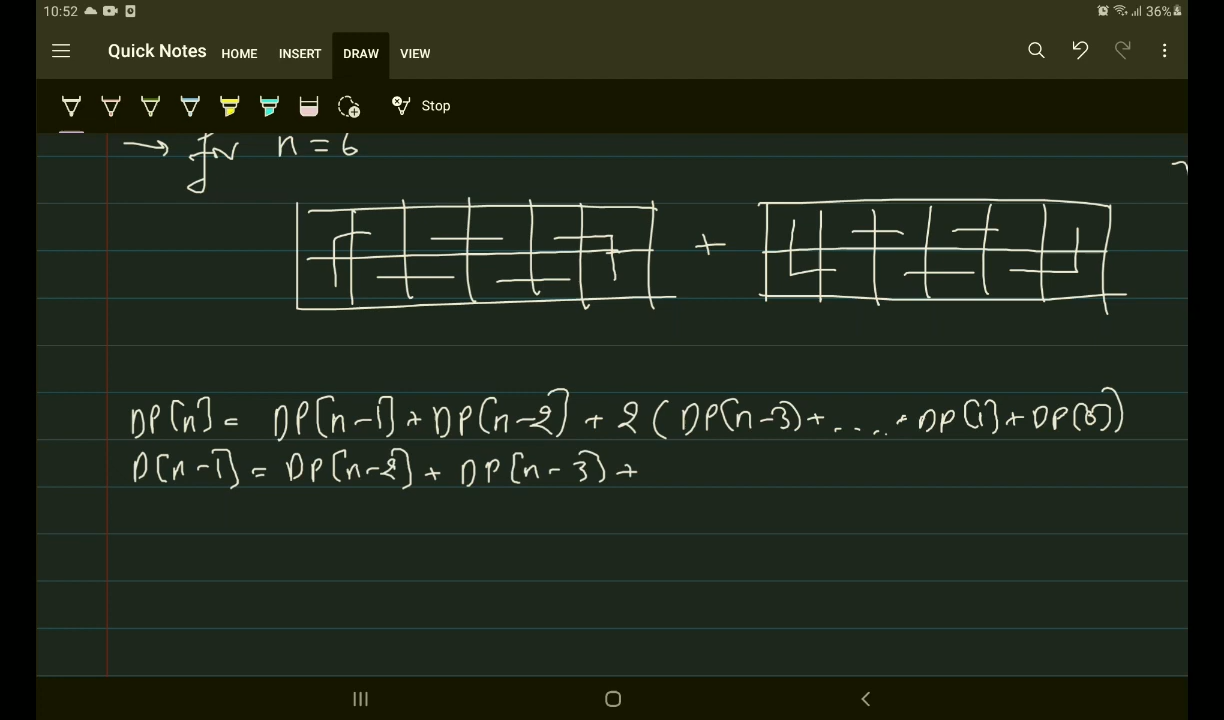 10:52 36%
Quick Notes HOME INSERT DRAW VIEW
Stop
→ for n = 6
+
DP[n] = DP[n-1] + DP[n-2] + 2 (DP[n-3) + .... + DP[1] + DP[0])
D[n-1] = DP[n-2] + DP[n-3) +